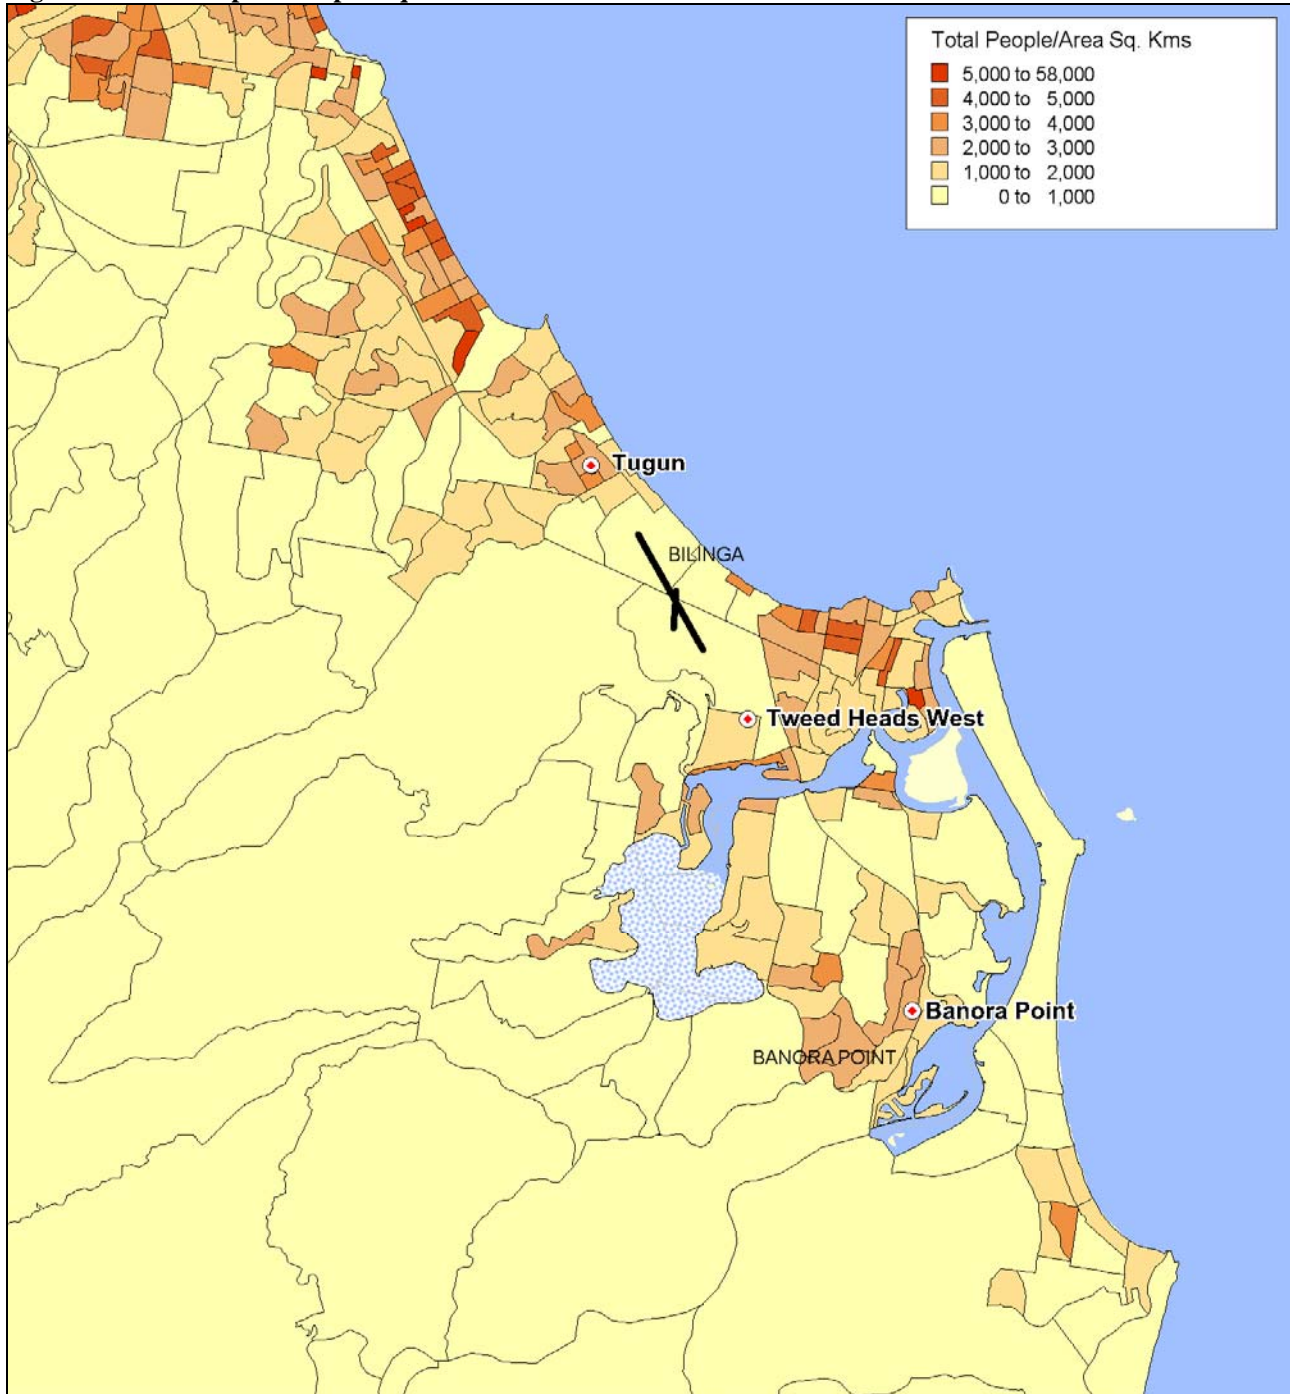 Total People/Area Sq. Kms
5,000 to 58,000
4,000 to 5,000
3,000 to 4,000
2,000 to 3,000
1,000 to 2,000
0 to 1,000
Tugun
BILINGA
Tweed Heads West
Banora Point
BANORA POINT